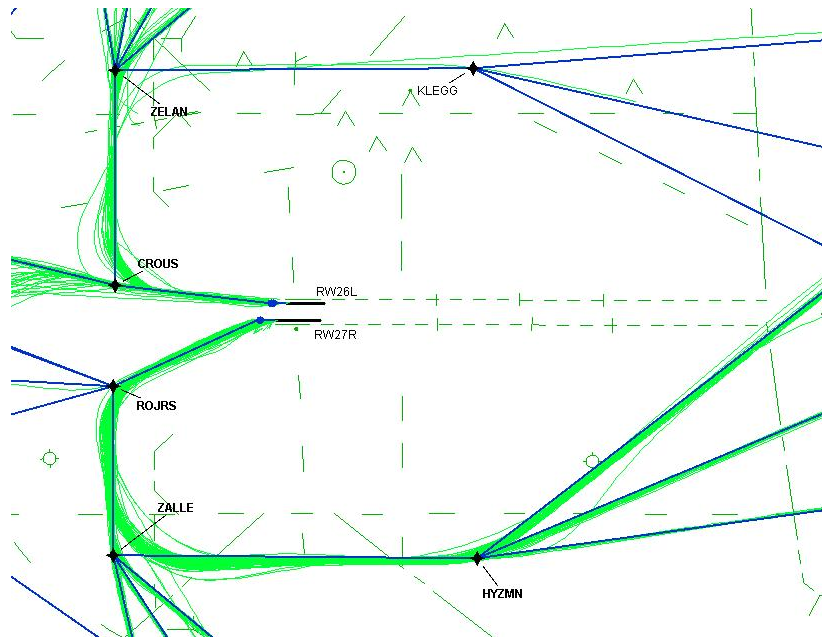 KLEGG
ZELAN
CROUS
RW26L
RW27R
ROJRS
ZALLE
HYZMN